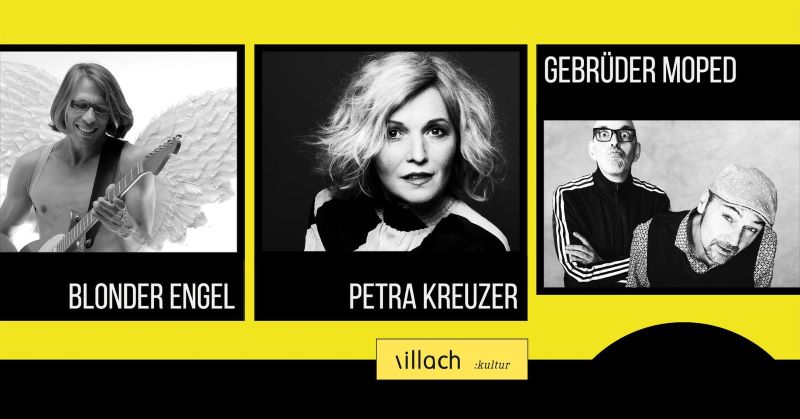 GEBRÜDER MOPED
BLONDER ENGEL
PETRA KREUZER
villach :kultur